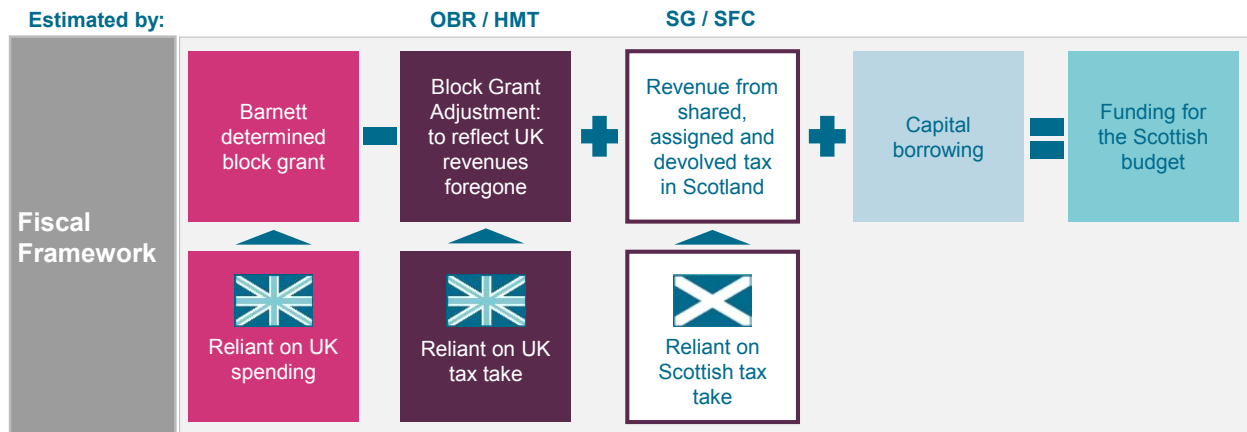 Estimated by:
OBR / HMT
SG / SFC
Fiscal
Framework
Barnett
determined
block grant
Block Grant
Adjustment:
to reflect UK
revenues
foregone
Revenue from
shared,
assigned and
devolved tax
in Scotland
Capital
borrowing
Funding for
the Scottish
budget
Reliant on UK
spending
Reliant on UK
tax take
Reliant on
Scottish tax
take